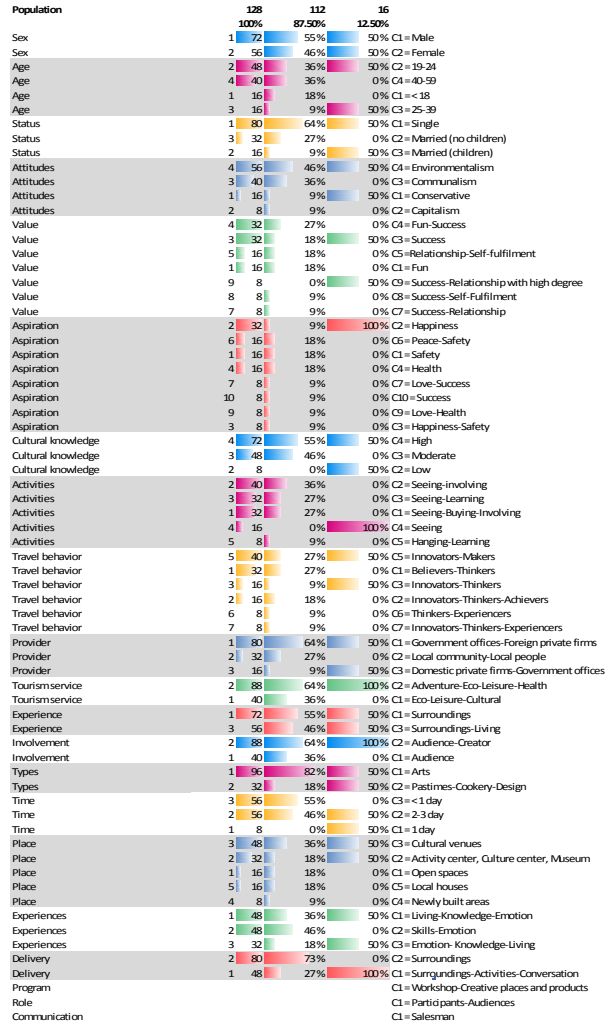 Population 128 112 16
100% 87.50% 12.50%
Sex 1 72 55% 50% C1=Male
Sex 2 56 46% 50% C2=Female
Age 2 48 36% 50% C2=19-24
Age 4 40 36% 0% C4=40-59
Age 1 16 18% 0% C1=<18
Age 3 16 9% 50% C3=25-39
Status 1 80 64% 50% C1=Single
Status 3 32 27% 0% C2=Married (no children)
Status 2 16 9% 50% C3=Married (children)
Attitudes 4 56 46% 50% C4=Environmentalism
Attitudes 3 40 36% 0% C3=Communalism
Attitudes 1 16 9% 50% C1=Conservative
Attitudes 2 8 9% 0% C2=Capitalism
Value 4 32 27% 0% C4=Fun-Success
Value 3 32 18% 50% C3=Success
Value 5 16 18% 0% C5=Relationship-Self-fulfilment
Value 1 16 18% 0% C1=Fun
Value 9 8 0% 50% C9=Success-Relationship with high degree
Value 8 8 9% 0% C8=Success-Self-Fulfilment
Value 7 8 9% 0% C7=Success-Relationship
Aspiration 2 32 9% 100% C2=Happiness
Aspiration 6 16 18% 0% C6=Peace-Safety
Aspiration 1 16 18% 0% C1=Safety
Aspiration 4 16 18% 0% C4=Health
Aspiration 7 8 9% 0% C7=Love-Success
Aspiration 10 8 9% 0% C10=Success
Aspiration 9 8 9% 0% C9=Love-Health
Aspiration 3 8 9% 0% C3=Happiness-Safety
Cultural knowledge 4 72 55% 50% C4=High
Cultural knowledge 3 48 46% 50% C3=Moderate
Cultural knowledge 2 8 0% 50% C2=Low
Activities 2 40 36% 0% C2=Seeing-involving
Activities 3 32 27% 0% C3=Seeing-Learning
Activities 1 32 27% 0% C1=Seeing-Buying-Involving
Activities 4 16 0% 100% C4=Seeing
Activities 5 8 9% 0% C5=Hanging-Learning
Travel behavior 5 40 27% 50% C5=Innovators-Makers
Travel behavior 1 32 27% 0% C1=Believers-Thinkers
Travel behavior 3 16 9% 50% C3=Innovators-Thinkers
Travel behavior 2 16 18% 0% C2=Innovators-Thinkers-Achievers
Travel behavior 6 8 9% 0% C6=Thinkers-Experiencers
Travel behavior 7 8 9% 0% C7=Innovators-Thinkers-Experiencers
Provider 1 80 64% 50% C1=Government offices-Foreign private firms
Provider 2 32 27% 0% C2=Local community-Local people
Provider 3 16 9% 50% C3=Domestic private firms-Government offices
Tourism service 2 88 64% 100% C2=Adventure-Eco-Leisure-Health
Tourism service 1 40 36% 0% C1=Eco-Leisure-Cultural
Experience 1 72 55% 50% C1=Surroundings
Experience 3 56 46% 50% C3=Surroundings-Living
Involvement 2 88 64% 100% C2=Audience-Creator
Involvement 1 40 36% 0% C1=Audience
Types 1 96 82% 50% C1=Arts
Types 2 32 18% 50% C2=Pastimes-Cookery-Design
Time 3 56 55% 0% C3=<1 day
Time 2 56 46% 50% C2=2-3 day
Time 1 8 0% 50% C1=1 day
Place 3 48 36% 50% C3=Cultural venues
Place 2 32 18% 50% C2=Activity center, Culture center, Museum
Place 1 16 18% 0% C1=Open spaces
Place 5 16 18% 0% C5=Local houses
Place 4 8 9% 0% C4=Newly built areas
Experiences 1 48 36% 50% C1=Living-Knowledge-Emotion
Experiences 2 48 46% 0% C2=Skills-Emotion
Experiences 3 32 18% 50% C3=Emotion- Knowledge-Living
Delivery 2 80 73% 0% C2=Surroundings
Delivery 1 48 27% 100% C1=Surroundings-Activities-Conversation
Program C1=Workshop-Creative places and products
Role C1=Participants-Audiences
Communication C1=Salesman